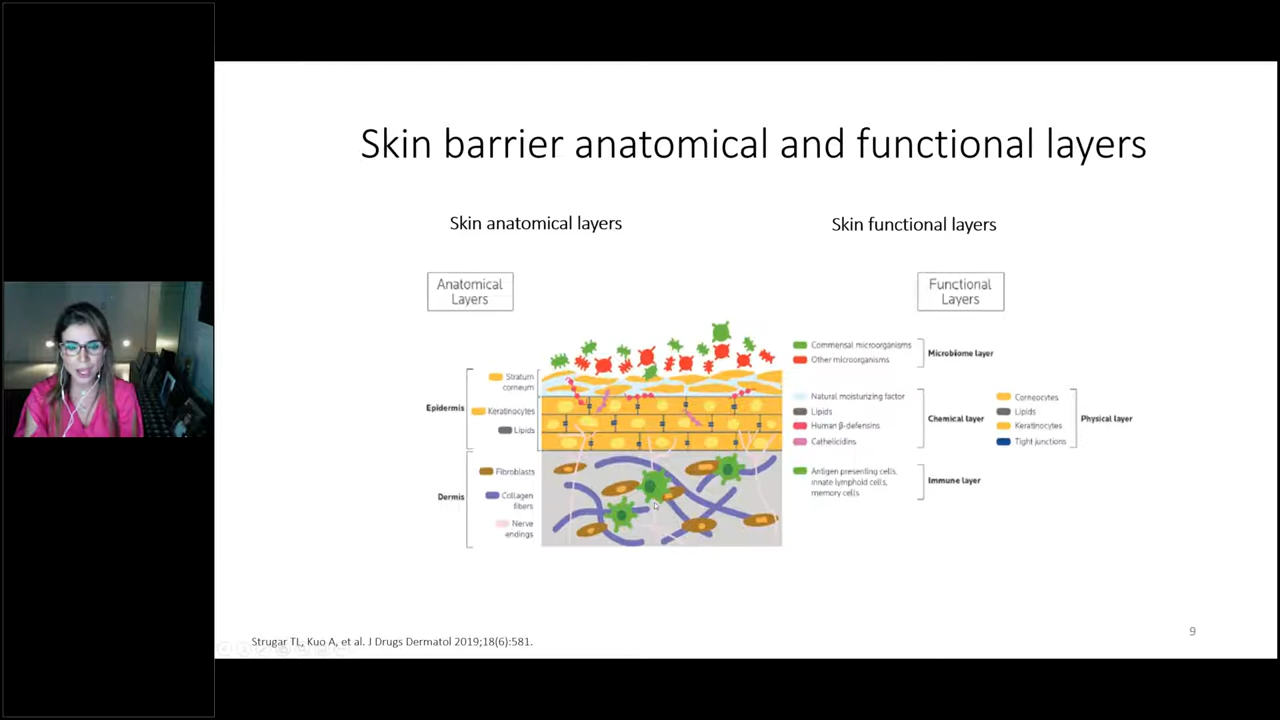 Skin barrier anatomical and functional layers
Skin anatomical layers
Skin functional layers
Anatomical
Layers
Functional
Layers
Epidermis
Stratum
corneum
Keratinocytes
Lipids
Dermis
Fibroblasts
Collagen
fibers
Nerve
endings
Commensal microorganisms
Other microorganisms
Microbiome layer
Natural moisturizing factor
Lipids
Human β-defensins
Cathelicidins
Chemical layer
Corneocytes
Lipids
Keratinocytes
Tight junctions
Physical layer
Antigen presenting cells,
innate lymphoid cells,
memory cells
Immune layer
Strugar TL, Kuo A, et al. J Drugs Dermatol 2019;18(6):581.
9